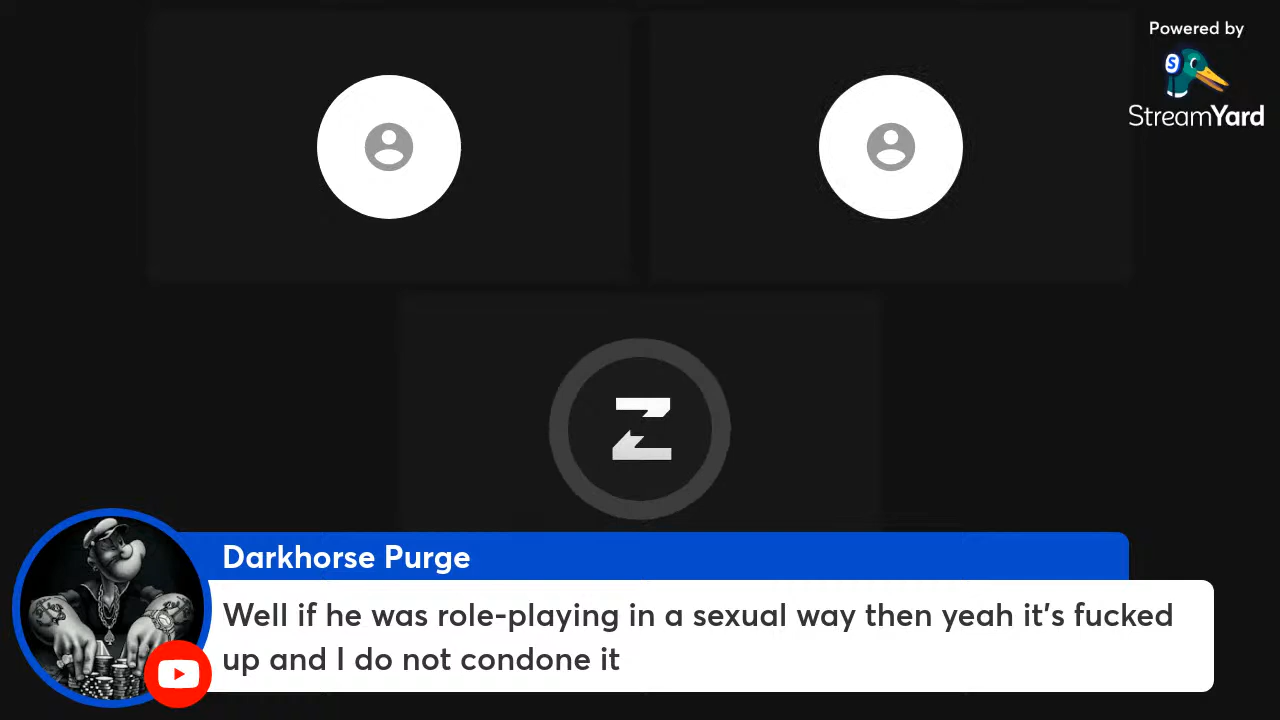 Powered by
S
StreamYard
Z
Darkhorse Purge
Well if he was role-playing in a sexual way then yeah it's fucked
up and I do not condone it